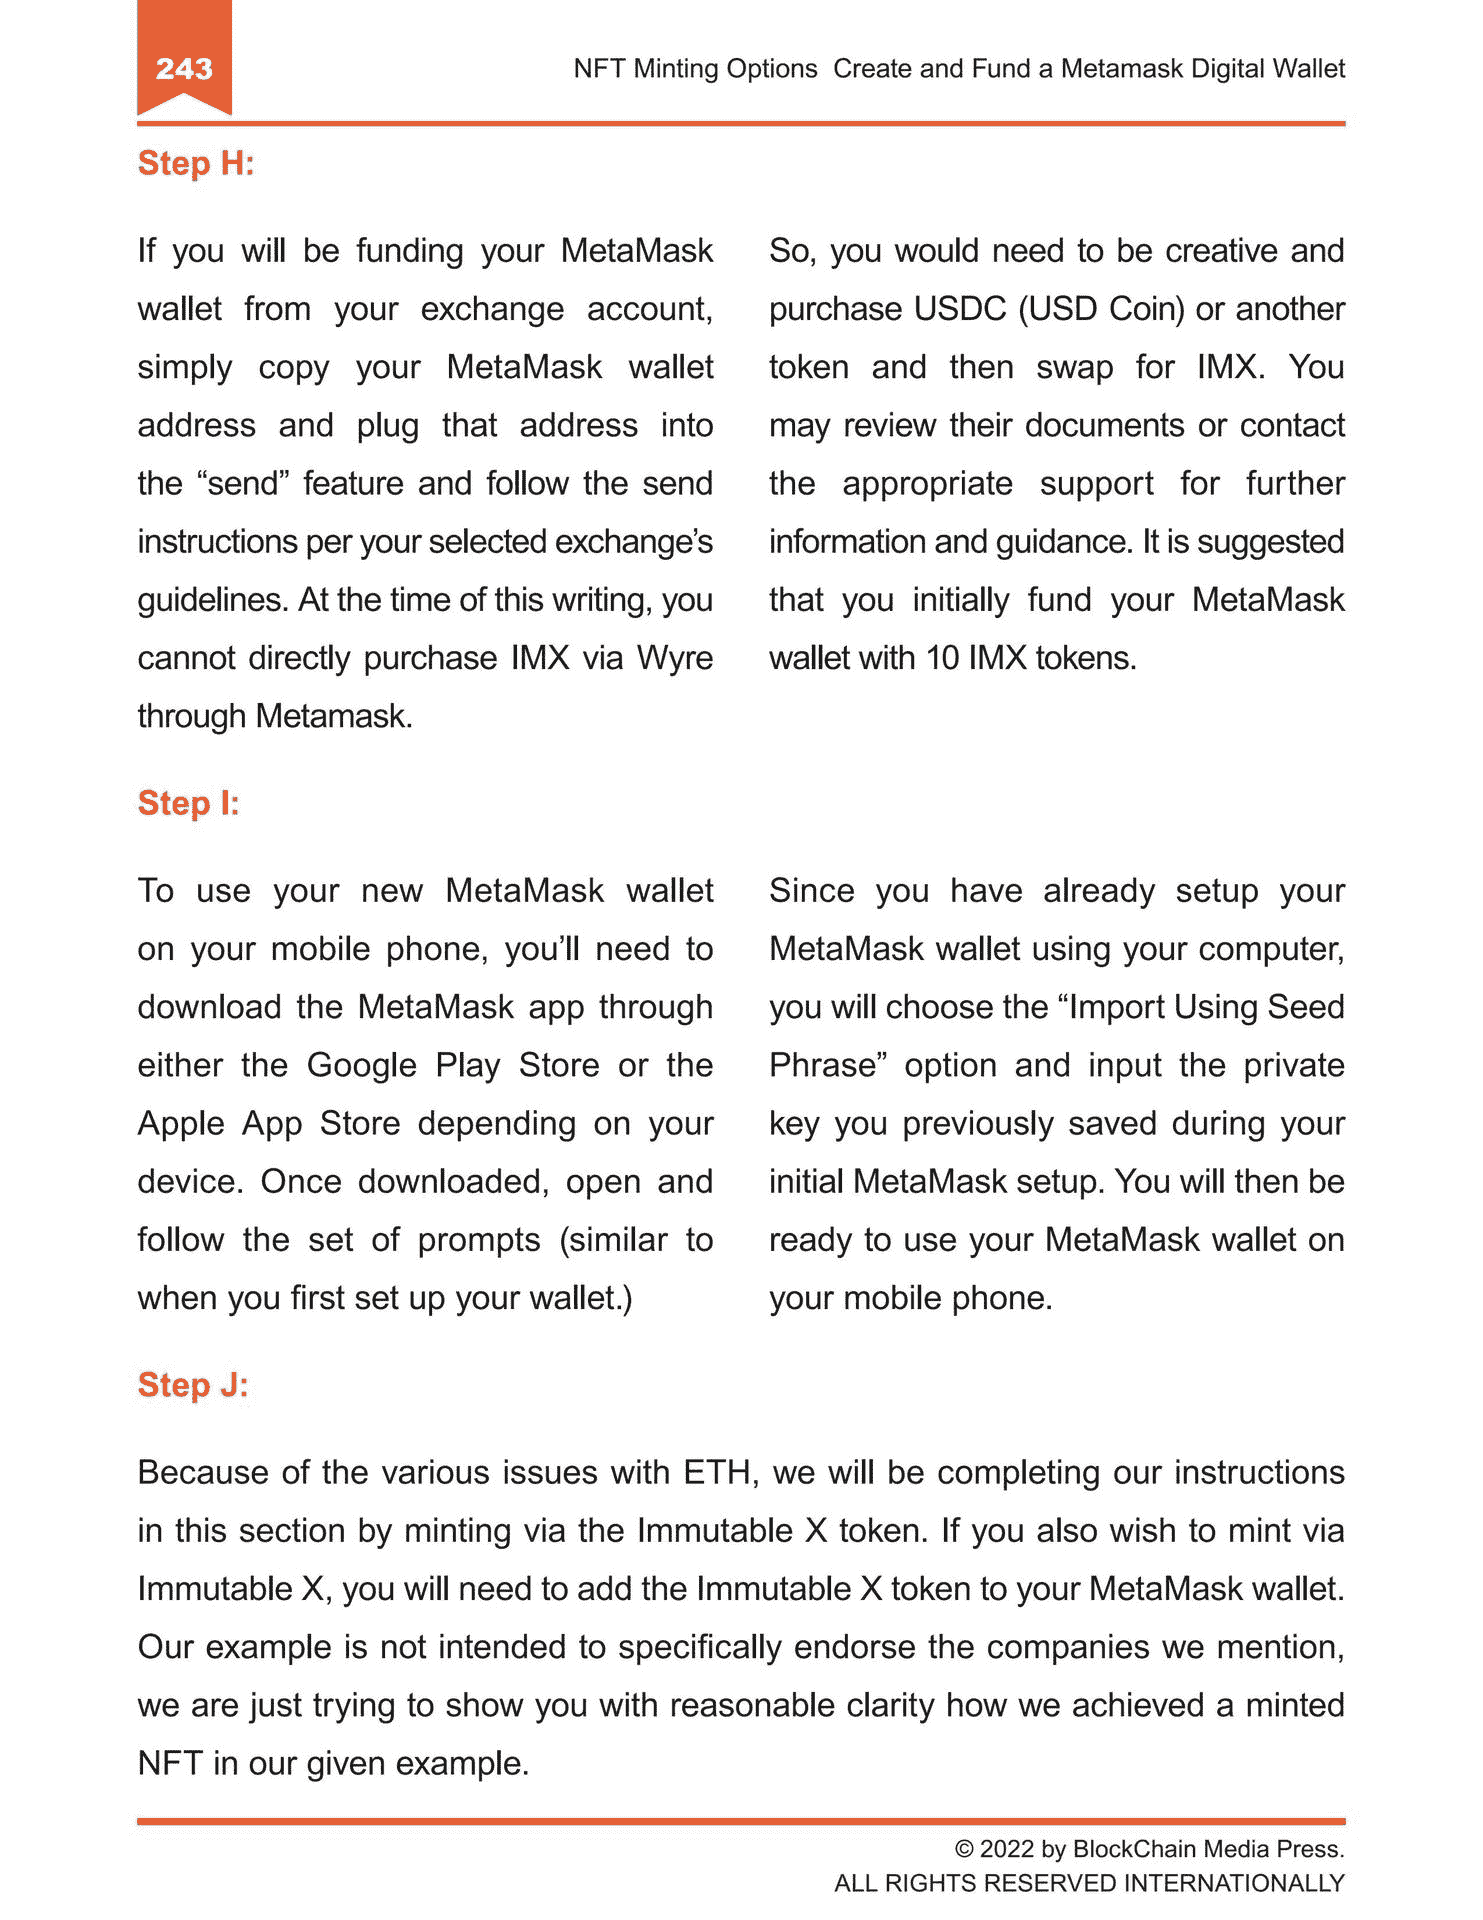 243
NFT Minting Options  Create and Fund a Metamask Digital Wallet
Step H:
If you will be funding your MetaMask
wallet from your exchange account,
simply copy your MetaMask wallet
address and plug that address into
the “send” feature and follow the send
instructions per your selected exchange’s
guidelines. At the time of this writing, you
cannot directly purchase IMX via Wyre
through Metamask.
So, you would need to be creative and
purchase USDC (USD Coin) or another
token and then swap for IMX. You
may review their documents or contact
the appropriate support for further
information and guidance. It is suggested
that you initially fund your MetaMask
wallet with 10 IMX tokens.
Step I:
To use your new MetaMask wallet
on your mobile phone, you’ll need to
download the MetaMask app through
either the Google Play Store or the
Apple App Store depending on your
device. Once downloaded, open and
follow the set of prompts (similar to
when you first set up your wallet.)
Since you have already setup your
MetaMask wallet using your computer,
you will choose the “Import Using Seed
Phrase” option and input the private
key you previously saved during your
initial MetaMask setup. You will then be
ready to use your MetaMask wallet on
your mobile phone.
Step J:
Because of the various issues with ETH, we will be completing our instructions
in this section by minting via the Immutable X token. If you also wish to mint via
Immutable X, you will need to add the Immutable X token to your MetaMask wallet.
Our example is not intended to specifically endorse the companies we mention,
we are just trying to show you with reasonable clarity how we achieved a minted
NFT in our given example.
© 2022 by BlockChain Media Press.
ALL RIGHTS RESERVED INTERNATIONALLY